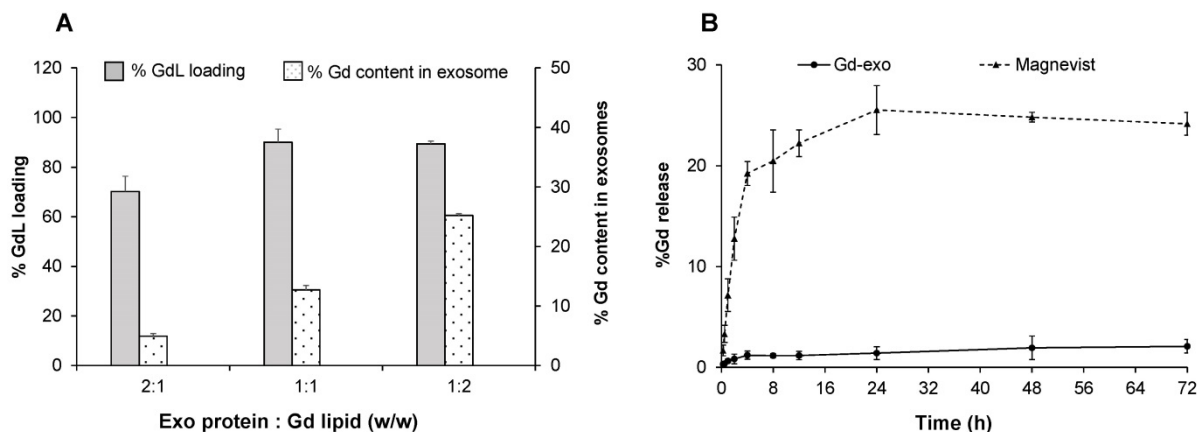 A
% GdL loading
% Gd content in exosome
120
100
80
60
40
20
0
% GdL loading
50
40
30
20
10
0
% Gd content in exosomes
2:1
1:1
1:2
Exo protein : Gd lipid (w/w)
B
Gd-exo
Magnevist
30
20
10
0
%Gd release
0 8 16 24 32 40 48 56 64 72
Time (h)